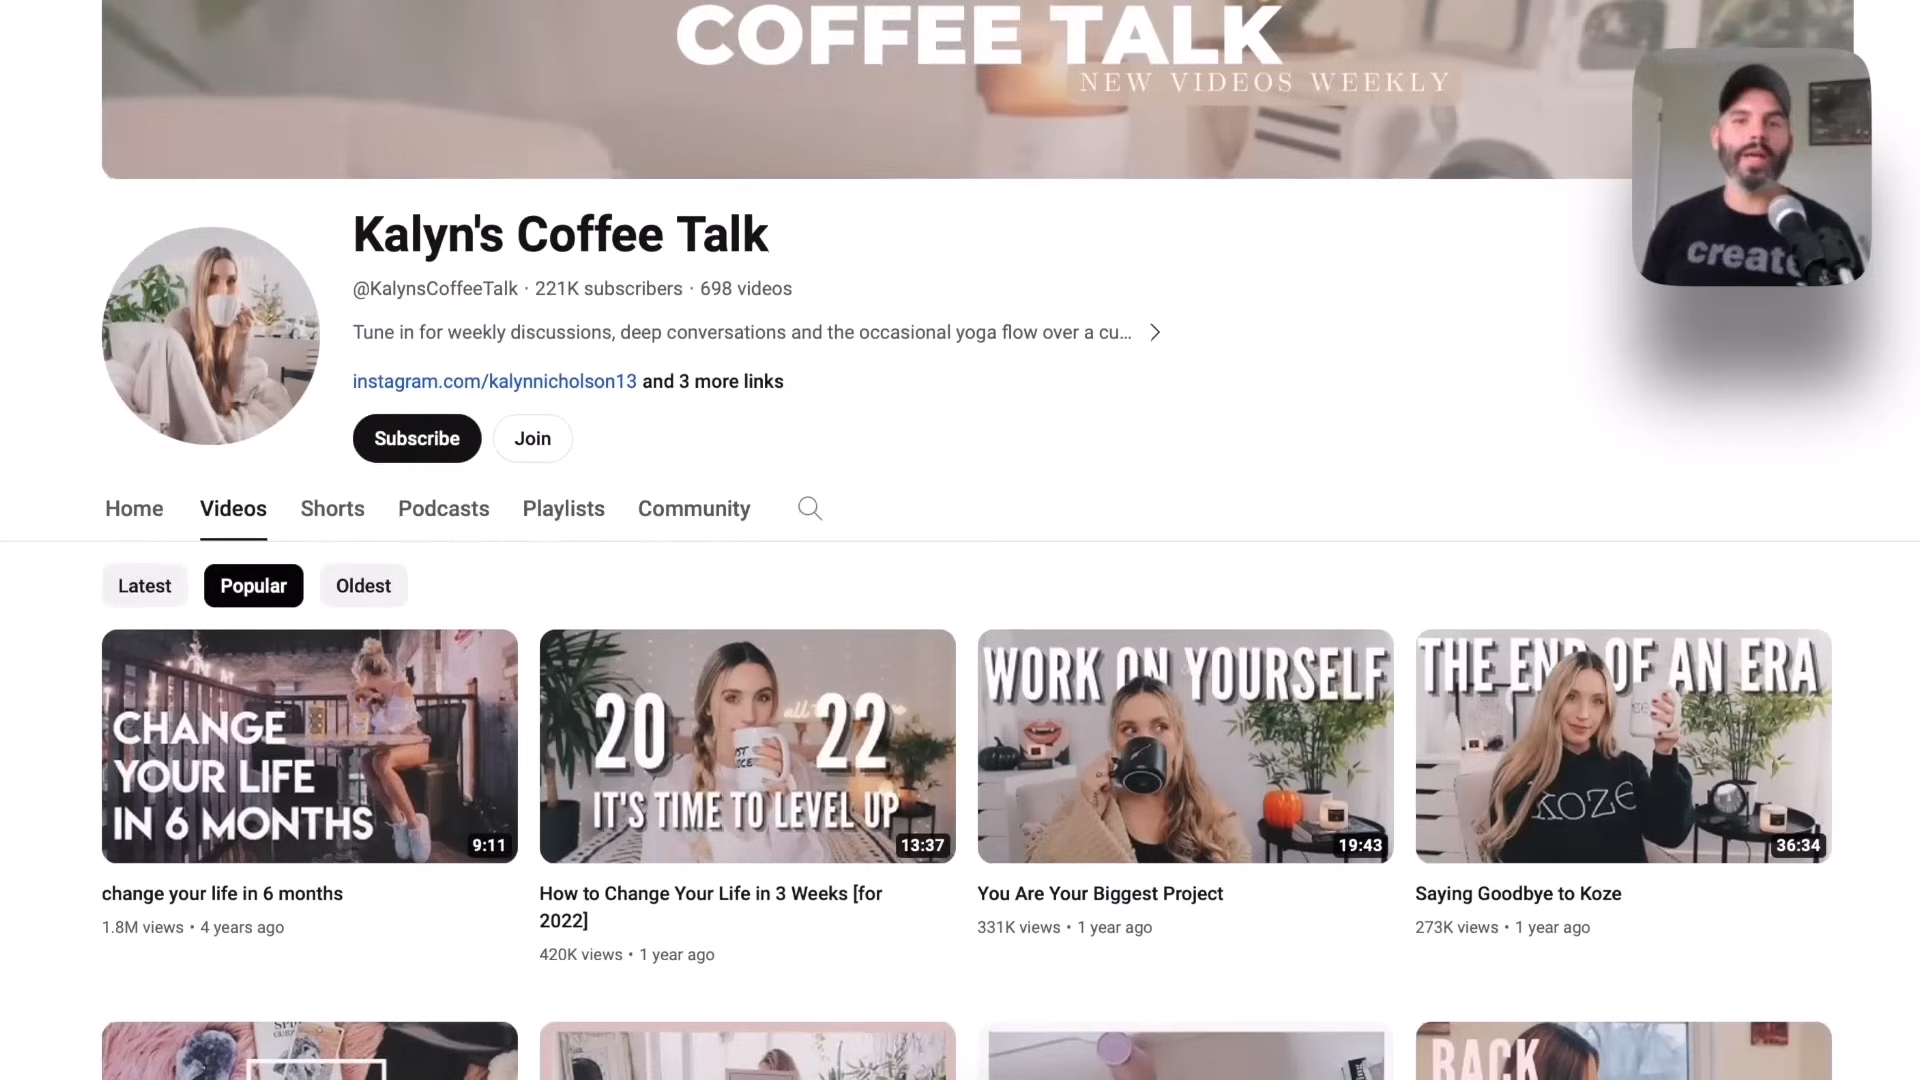 COFFEE TALK
NEW VIDEOS WEEKLY
create
Kalyn's Coffee Talk
@KalynsCoffeeTalk · 221K subscribers · 698 videos
Tune in for weekly discussions, deep conversations and the occasional yoga flow over a cu...
instagram.com/kalynnicholson13 and 3 more links
Subscribe
Join
Home
Videos
Shorts
Podcasts
Playlists
Community
Latest
Popular
Oldest
CHANGE
YOUR LIFE
IN 6 MONTHS
9:11
20 22
IT'S TIME TO LEVEL UP
13:37
WORK ON YOURSELF
19:43
THE END OF AN ERA
KOZE
36:34
change your life in 6 months
1.8M views • 4 years ago
How to Change Your Life in 3 Weeks [for
2022]
420K views • 1 year ago
You Are Your Biggest Project
331K views • 1 year ago
Saying Goodbye to Koze
273K views • 1 year ago
BACK